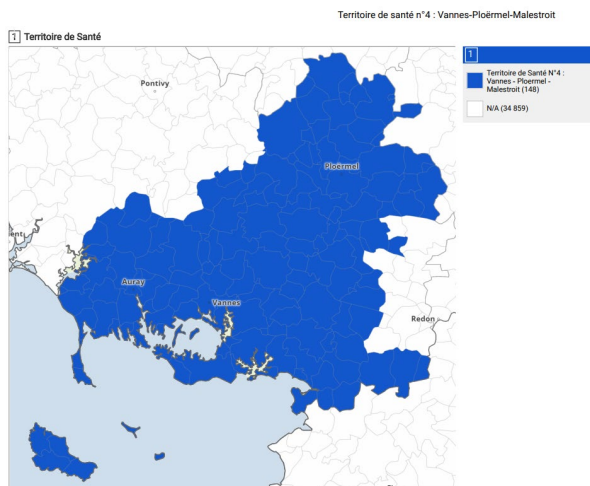 Territoire de santé n°4 : Vannes-Ploërmel-Malestroit
1 Territoire de Santé
1
Territoire de Santé N°4 :
Vannes - Ploermel -
Malestroit (148)
N/A (34 859)
Pontivy
Ploërmel
ent
Auray
Vannes
Redon